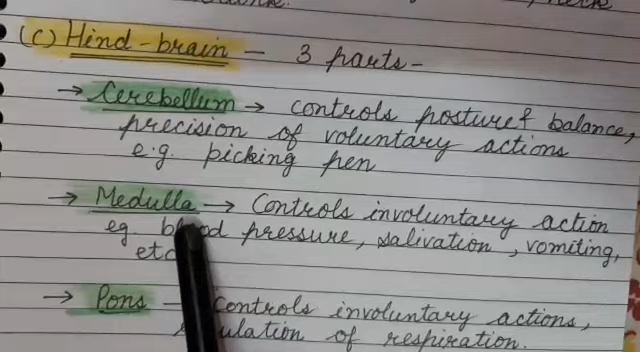 (C) Hind-brain — 3 parts -
→ Cerebellum → controls posture & balance,
precision of voluntary actions
e.g. picking pen
→ Medulla → Controls involuntary action
eg. blood pressure, salivation, vomiting,
etc
→ Pons — controls involuntary actions,
of respiration.